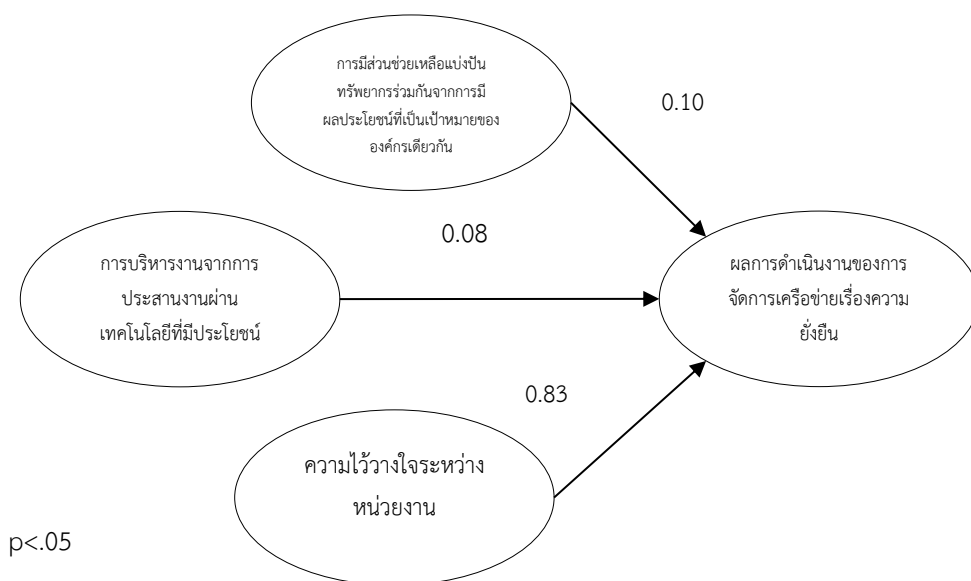 การมีส่วนช่วยเหลือแบ่งปัน
ทรัพยากรร่วมกันจากการมี
ผลประโยชน์ที่เป็นเป้าหมายของ
องค์กรเดียวกัน
0.10
0.08
การบริหารงานจากการ
ประสานงานผ่าน
เทคโนโลยีที่มีประโยชน์
ผลการดำเนินงานของการ
จัดการเครือข่ายเรื่องความ
ยั่งยืน
0.83
ความไว้วางใจระหว่าง
หน่วยงาน
p<.05